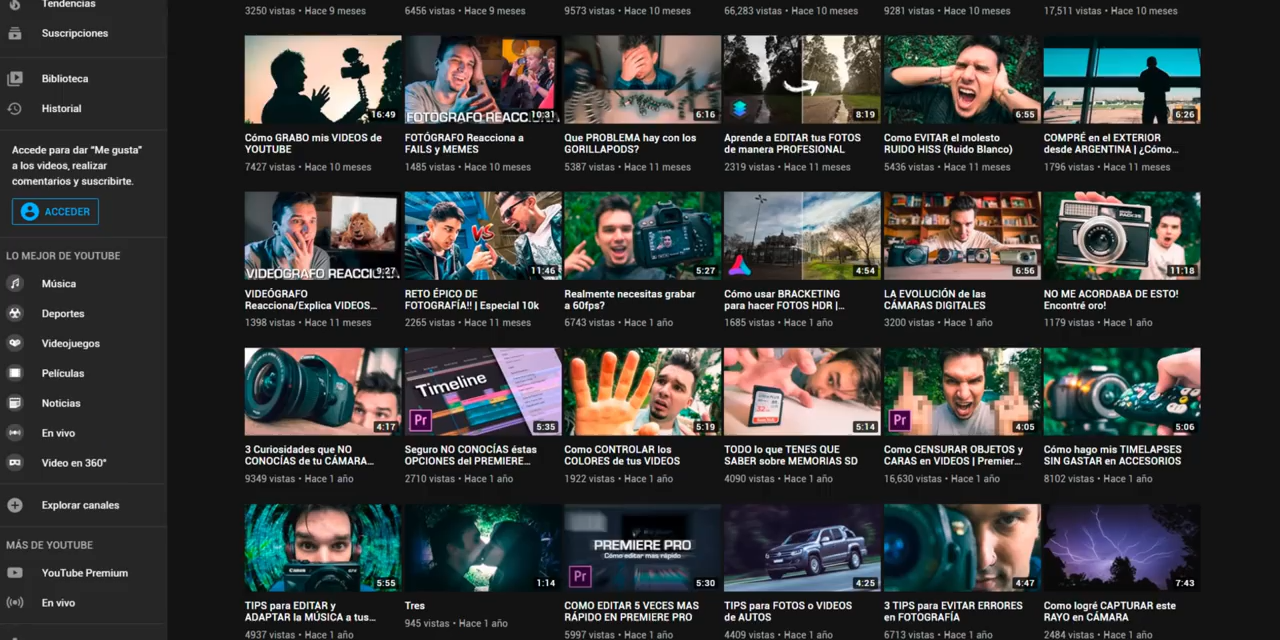 Tendencias
Suscripciones
Biblioteca
Historial
Accede para dar “Me gusta”
a los videos, realizar
comentarios y suscribirte.
ACCEDER
LO MEJOR DE YOUTUBE
Música
Deportes
Videojuegos
Películas
Noticias
En vivo
Video en 360°
Explorar canales
MÁS DE YOUTUBE
YouTube Premium
En vivo
3250 vistas • Hace 9 meses
6456 vistas • Hace 9 meses
9573 vistas • Hace 10 meses
66,283 vistas • Hace 10 meses
9281 vistas • Hace 10 meses
17,511 vistas • Hace 10 meses
16:49
Cómo GRABO mis VIDEOS de
YOUTUBE
7427 vistas • Hace 10 meses
FOTÓGRAFO REACC
10:31
FOTÓGRAFO Reacciona a
FAILS y MEMES
1485 vistas • Hace 10 meses
6:16
Que PROBLEMA hay con los
GORILLAPODS?
5387 vistas • Hace 11 meses
8:19
Aprende a EDITAR tus FOTOS
de manera PROFESIONAL
2319 vistas • Hace 11 meses
6:55
Como EVITAR el molesto
RUIDO HISS (Ruido Blanco)
5436 vistas • Hace 11 meses
6:26
COMPRÉ en el EXTERIOR
desde ARGENTINA | ¿Cómo...
1796 vistas • Hace 11 meses
VIDEÓGRAFO REACCI
9:27
VIDEÓGRAFO
Reacciona/Explica VIDEOS...
1398 vistas • Hace 11 meses
VS
11:46
RETO ÉPICO DE
FOTOGRAFÍA!! | Especial 10k
2265 vistas • Hace 11 meses
5:27
Realmente necesitas grabar
a 60fps?
6743 vistas • Hace 1 año
4:54
Cómo usar BRACKETING
para hacer FOTOS HDR |...
1685 vistas • Hace 1 año
6:56
LA EVOLUCIÓN de las
CÁMARAS DIGITALES
3200 vistas • Hace 1 año
11:18
NO ME ACORDABA DE ESTO!
Encontré oro!
1179 vistas • Hace 1 año
4:17
3 Curiosidades que NO
CONOCÍAS de tu CÁMARA...
9349 vistas • Hace 1 año
Timeline
Pr
5:35
Seguro NO CONOCÍAS éstas
OPCIONES del PREMIERE...
2710 vistas • Hace 1 año
5:19
Como CONTROLAR los
COLORES de tus VIDEOS
1922 vistas • Hace 1 año
5:14
TODO lo que TENES QUE
SABER sobre MEMORIAS SD
4090 vistas • Hace 1 año
Pr
4:05
Como CENSURAR OBJETOS y
CARAS en VIDEOS | Premier...
16,630 vistas • Hace 1 año
5:06
Cómo hago mis TIMELAPSES
SIN GASTAR en ACCESORIOS
8102 vistas • Hace 1 año
Canon
5:55
TIPS para EDITAR y
ADAPTAR la MÚSICA a tus...
4937 vistas • Hace 1 año
1:14
Tres
945 vistas • Hace 1 año
PREMIERE PRO
Cómo editar mas rápido
Pr
5:30
COMO EDITAR 5 VECES MAS
RÁPIDO EN PREMIERE PRO
5997 vistas • Hace 1 año
4:25
TIPS para FOTOS o VIDEOS
de AUTOS
4409 vistas • Hace 1 año
4:47
3 TIPS para EVITAR ERRORES
en FOTOGRAFÍA
6713 vistas • Hace 1 año
7:43
Como logré CAPTURAR este
RAYO en CÁMARA
2484 vistas • Hace 1 año